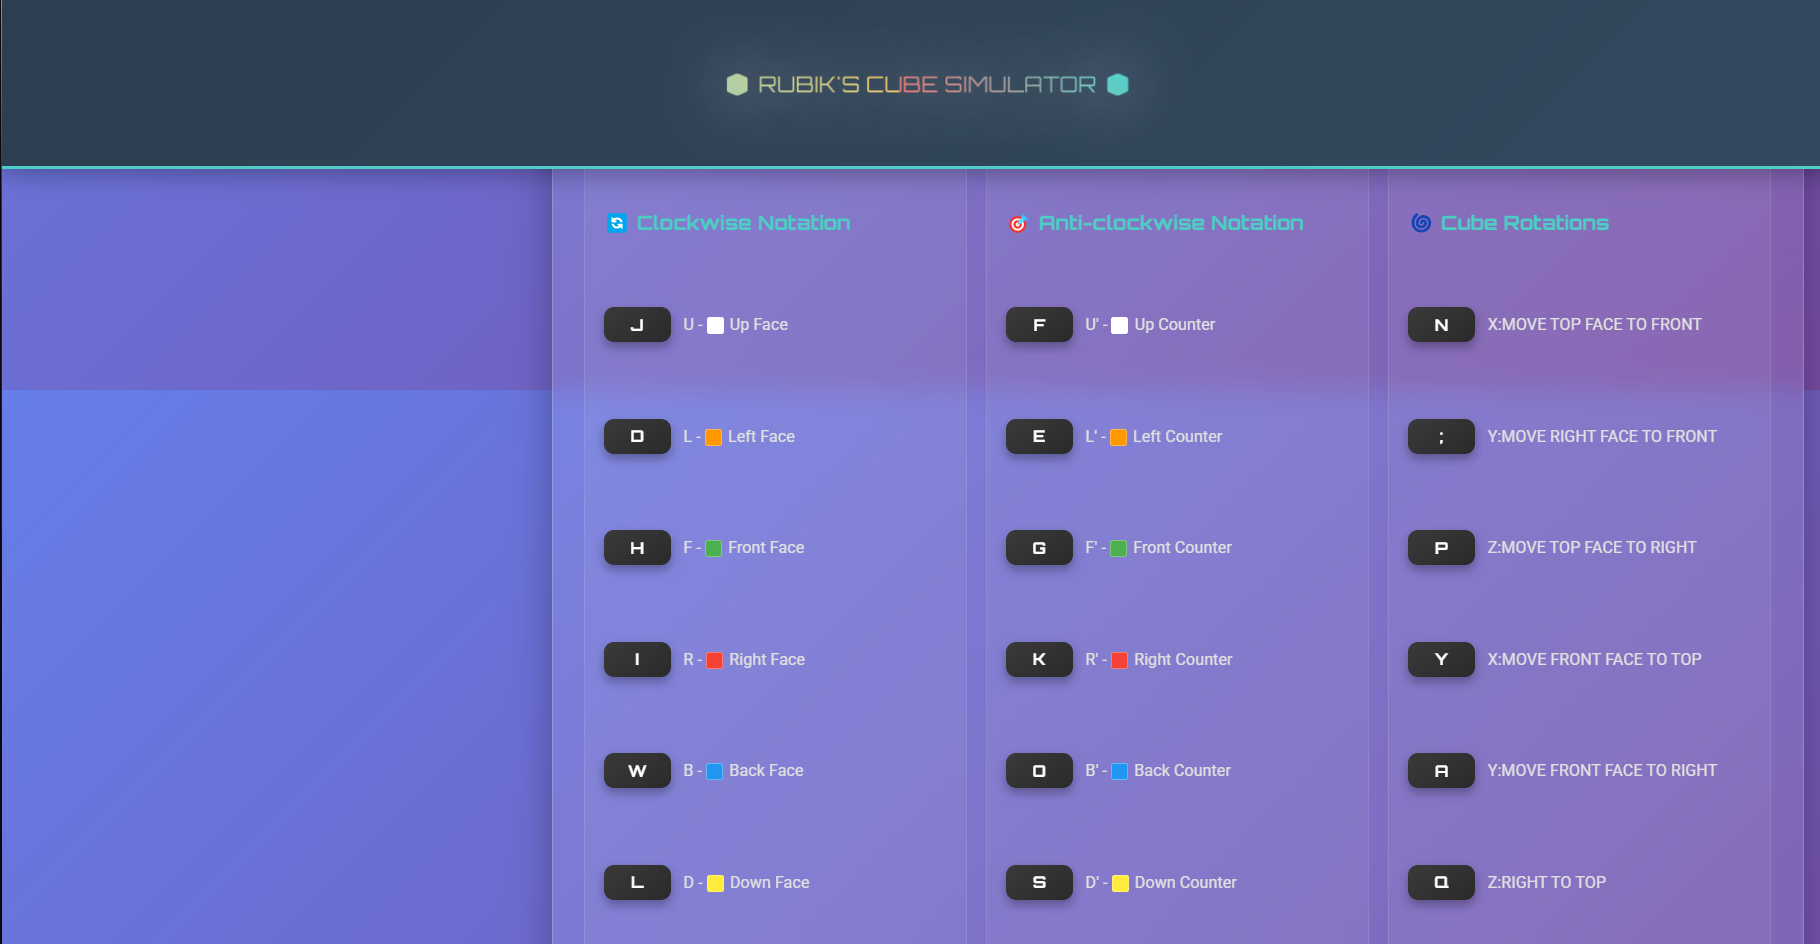 RUBIK'S CUBE SIMULATOR
Clockwise Notation
J U - Up Face
D L - Left Face
H F - Front Face
I R - Right Face
W B - Back Face
L D - Down Face
Anti-clockwise Notation
F U' - Up Counter
E L' - Left Counter
G F' - Front Counter
K R' - Right Counter
O B' - Back Counter
S D' - Down Counter
Cube Rotations
N X:MOVE TOP FACE TO FRONT
; Y:MOVE RIGHT FACE TO FRONT
P Z:MOVE TOP FACE TO RIGHT
Y X:MOVE FRONT FACE TO TOP
A Y:MOVE FRONT FACE TO RIGHT
Q Z:RIGHT TO TOP